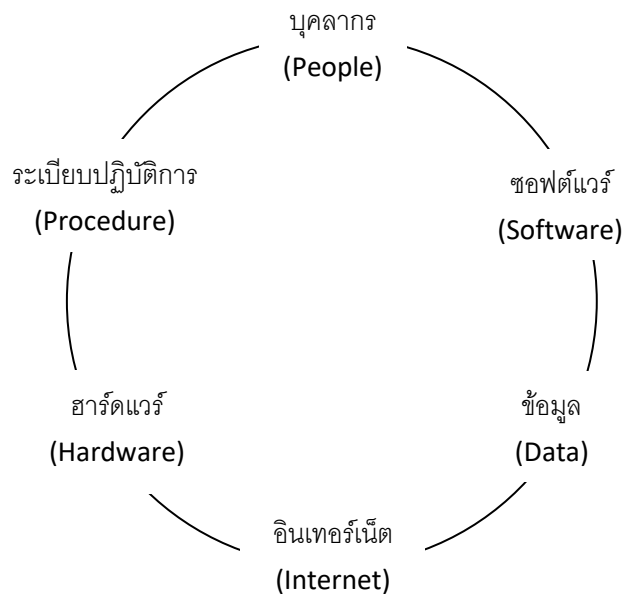 บุคลากร
(People)
ระเบียบปฏิบัติการ
(Procedure)
ซอฟต์แวร์
(Software)
ฮาร์ดแวร์
(Hardware)
ข้อมูล
(Data)
อินเทอร์เน็ต
(Internet)